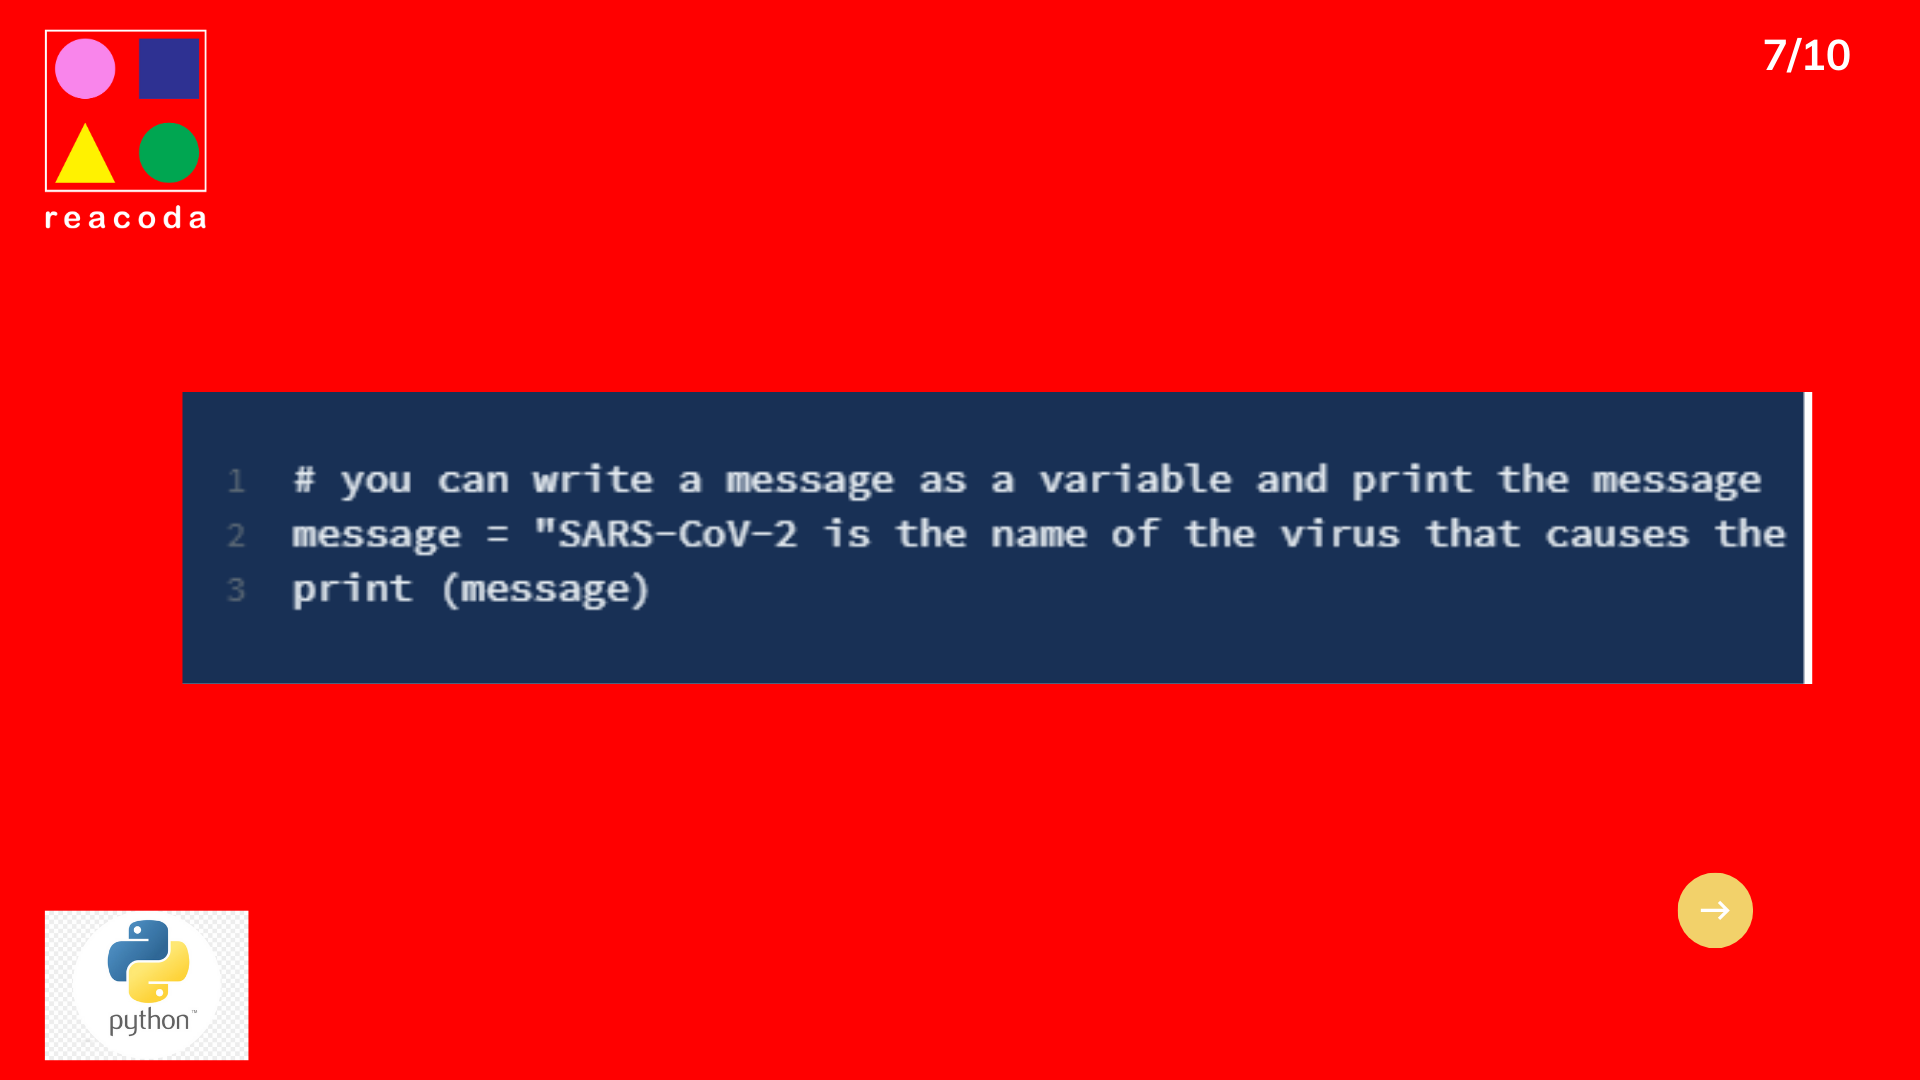 7/10
reacoda
1 # you can write a message as a variable and print the message
2 message = "SARS-CoV-2 is the name of the virus that causes the
3 print (message)
python™